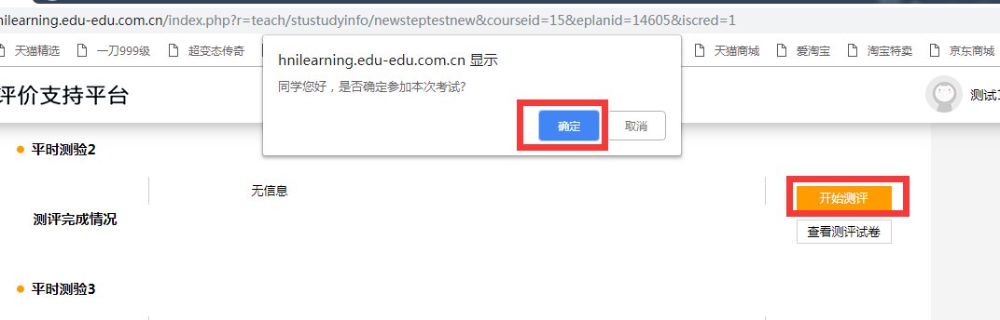 hnilearning.edu-edu.com.cn/index.php?r=teach/stustudyinfo/newsteptestnew&courseid=15&eplanid=14605&iscred=1
天猫精选 一刀999级 超变态传奇 天猫商城 爱淘宝 淘宝特卖 京东商城
hnilearning.edu-edu.com.cn 显示
同学您好，是否确定参加本次考试?
确定 取消
评价支持平台
平时测验2
无信息 开始测评
测评完成情况
查看测评试卷
平时测验3